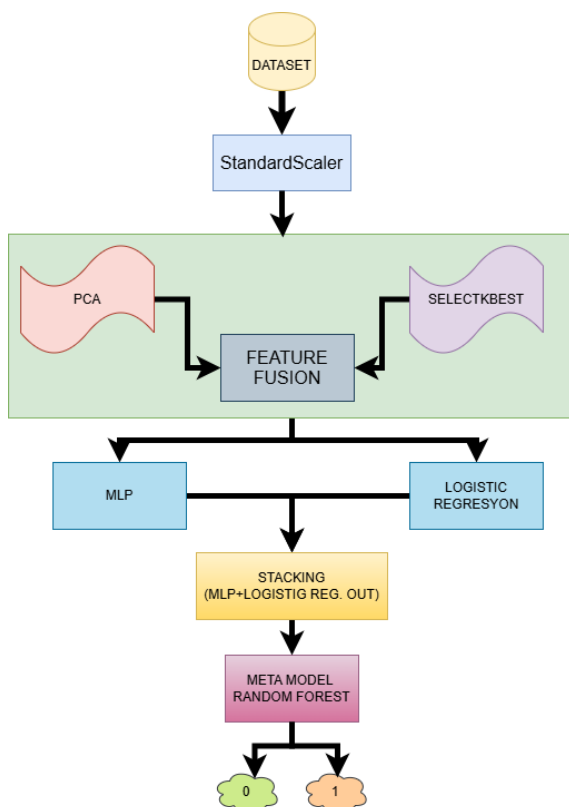 DATASET
StandardScaler
PCA
SELECTKBEST
FEATURE
FUSION
MLP
LOGISTIC
REGRESYON
STACKING
(MLP+LOGISTIG REG. OUT)
META MODEL
RANDOM FOREST
0
1